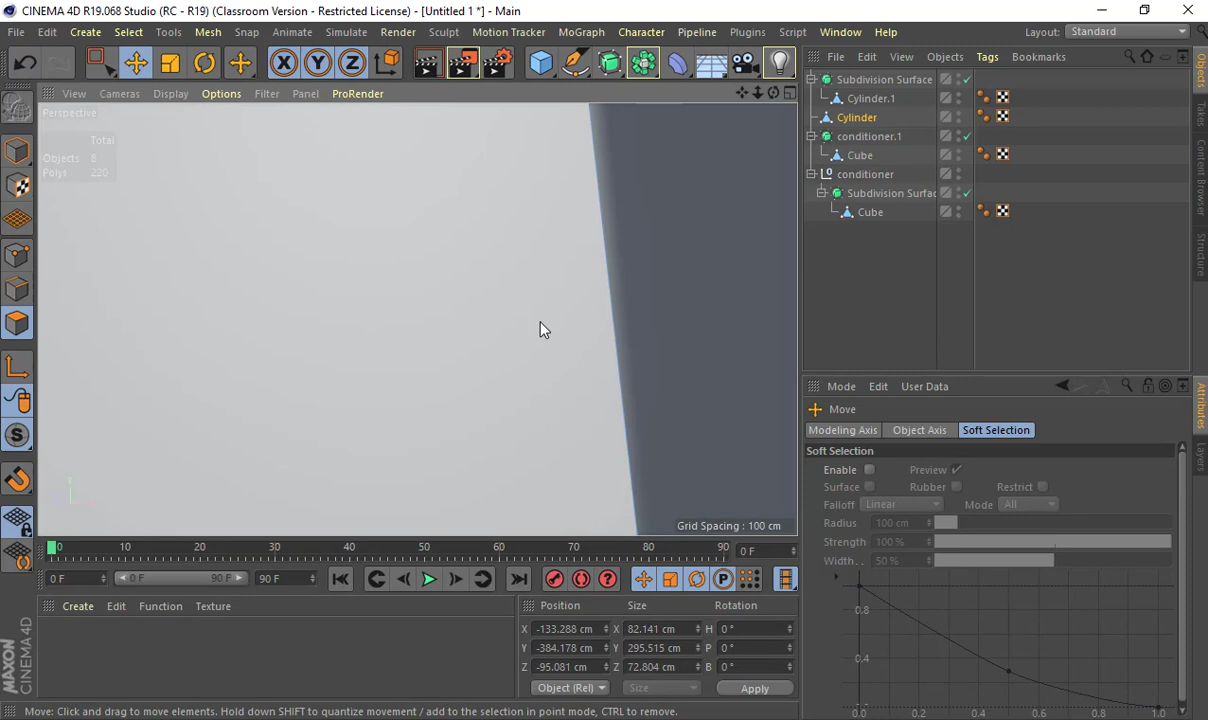 CINEMA 4D R19.068 Studio (RC - R19) (Classroom Version - Restricted License) - [Untitled 1 *] - Main
File Edit Create Select Tools Mesh Snap Animate Simulate Render Sculpt Motion Tracker MoGraph Character Pipeline Plugins Script Window Help Layout: Standard
X Y Z
File Edit View Objects Tags Bookmarks
View Cameras Display Options Filter Panel ProRender
Perspective
Total
Objects 8
Polys 220
Subdivision Surface
Cylinder.1
Cylinder
conditioner.1
Cube
L0 conditioner
Subdivision Surfac
Cube
Objects
Takes
Content Browser
Structure
S
Grid Spacing : 100 cm
Mode Edit User Data
Move
Modeling Axis Object Axis Soft Selection
Soft Selection
Enable Preview
Surface Rubber Restrict
Falloff Linear Mode All
Radius 100 cm
Strength 100 %
Width 50 %
0.8
0.4
0.0 0.2 0.4 0.6 0.8 1.0
Attributes
Layers
0 10 20 30 40 50 60 70 80 90 0 F
0 F 0 F 90 F 90 F
P
Create Edit Function Texture
Position Size Rotation
X -133.288 cm X 82.141 cm H 0 °
Y -384.178 cm Y 295.515 cm P 0 °
Z -95.081 cm Z 72.804 cm B 0 °
Object (Rel) Size Apply
MAXON CINEMA 4D
Move: Click and drag to move elements. Hold down SHIFT to quantize movement / add to the selection in point mode, CTRL to remove.